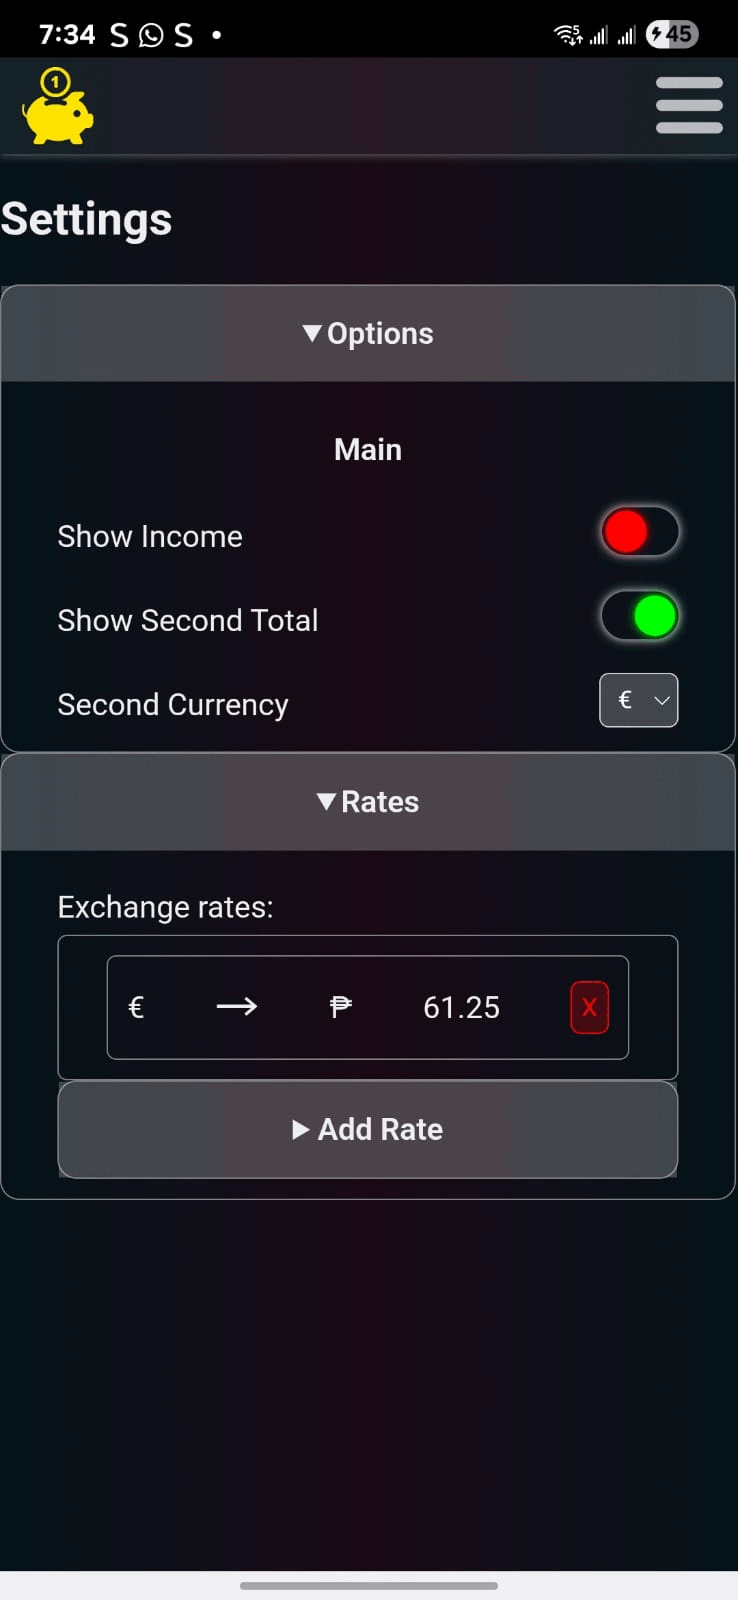 7:34 S S •
45
1
Settings
▼Options
Main
Show Income
Show Second Total
Second Currency
€
▼Rates
Exchange rates:
€ → ₱ 61.25 X
▶ Add Rate